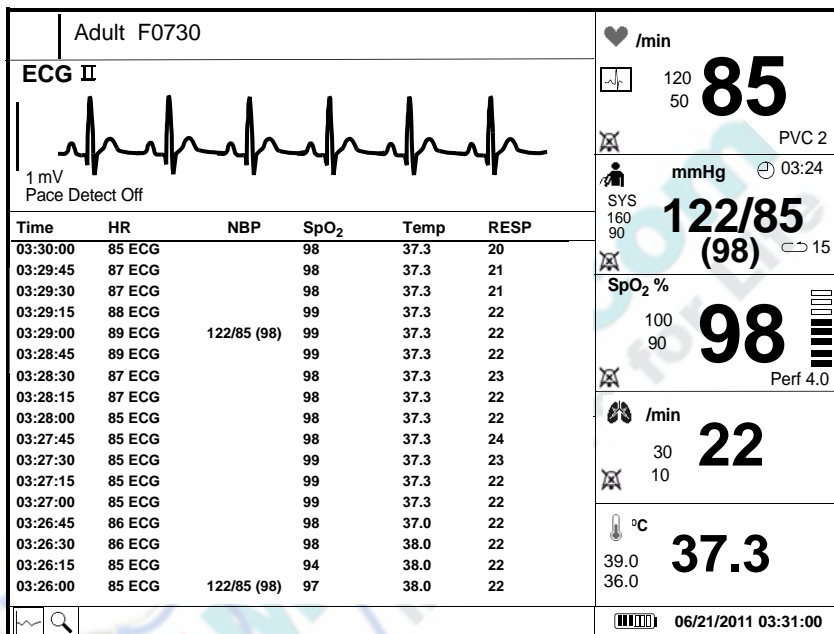 Adult F0730
ECG II
1 mV
Pace Detect Off
Time HR NBP SpO2 Temp RESP
03:30:00 85 ECG 98 37.3 20
03:29:45 87 ECG 98 37.3 21
03:29:30 87 ECG 98 37.3 21
03:29:15 88 ECG 99 37.3 22
03:29:00 89 ECG 122/85 (98) 99 37.3 22
03:28:45 89 ECG 99 37.3 22
03:28:30 87 ECG 98 37.3 23
03:28:15 87 ECG 98 37.3 22
03:28:00 85 ECG 98 37.3 22
03:27:45 85 ECG 98 37.3 24
03:27:30 85 ECG 99 37.3 23
03:27:15 85 ECG 99 37.3 22
03:27:00 85 ECG 99 37.3 22
03:26:45 86 ECG 98 37.0 22
03:26:30 86 ECG 98 38.0 22
03:26:15 85 ECG 94 38.0 22
03:26:00 85 ECG 122/85 (98) 97 38.0 22
/min
120
50
85
PVC 2
mmHg 03:24
SYS
160
90
122/85
(98) 15
SpO2 %
100
90
98
Perf 4.0
/min
30
10
22
°C
39.0
36.0
37.3
06/21/2011 03:31:00